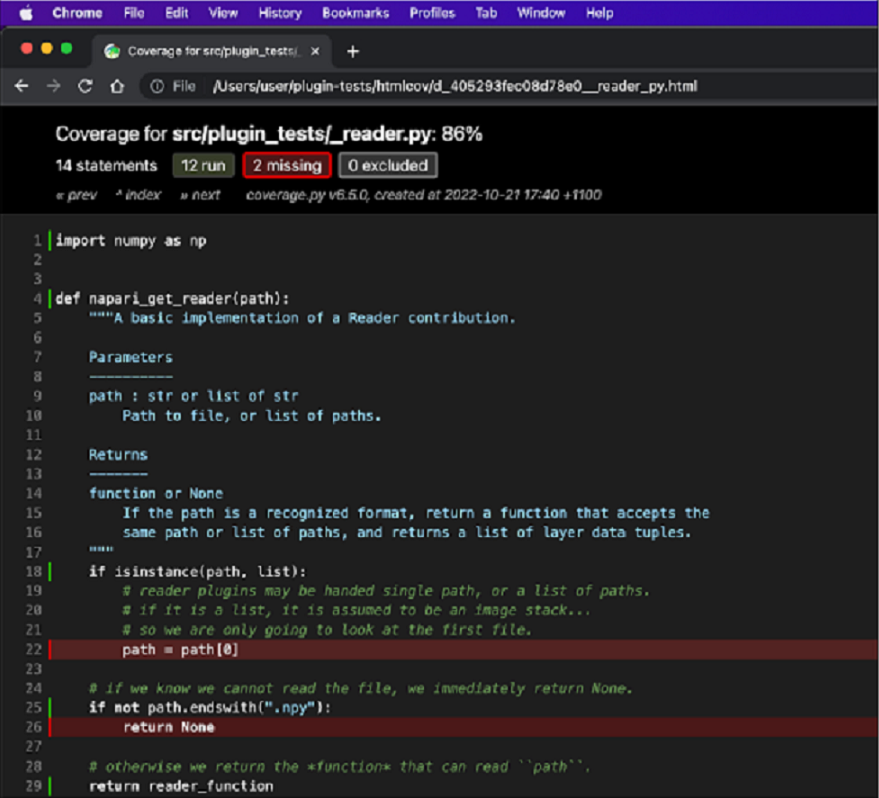 Chrome File Edit View History Bookmarks Profiles Tab Window Help
Coverage for src/plugin_tests/_ × +
File /Users/user/plugin-tests/htmlcov/d_405293fec08d78e0__reader_py.html
Coverage for src/plugin_tests/_reader.py: 86%
14 statements 12 run 2 missing 0 excluded
« prev ^ index » next coverage.py v6.5.0, created at 2022-10-21 17:40 +1100
1 import numpy as np
2
3
4 def napari_get_reader(path):
5 """A basic implementation of a Reader contribution.
6
7 Parameters
8 ----------
9 path : str or list of str
10 Path to file, or list of paths.
11
12 Returns
13 -------
14 function or None
15 If the path is a recognized format, return a function that accepts the
16 same path or list of paths, and returns a list of layer data tuples.
17 """
18 if isinstance(path, list):
19 # reader plugins may be handed single path, or a list of paths.
20 # if it is a list, it is assumed to be an image stack...
21 # so we are only going to look at the first file.
22 path = path[0]
23
24 # if we know we cannot read the file, we immediately return None.
25 if not path.endswith(".npy"):
26 return None
27
28 # otherwise we return the *function* that can read ``path``.
29 return reader_function